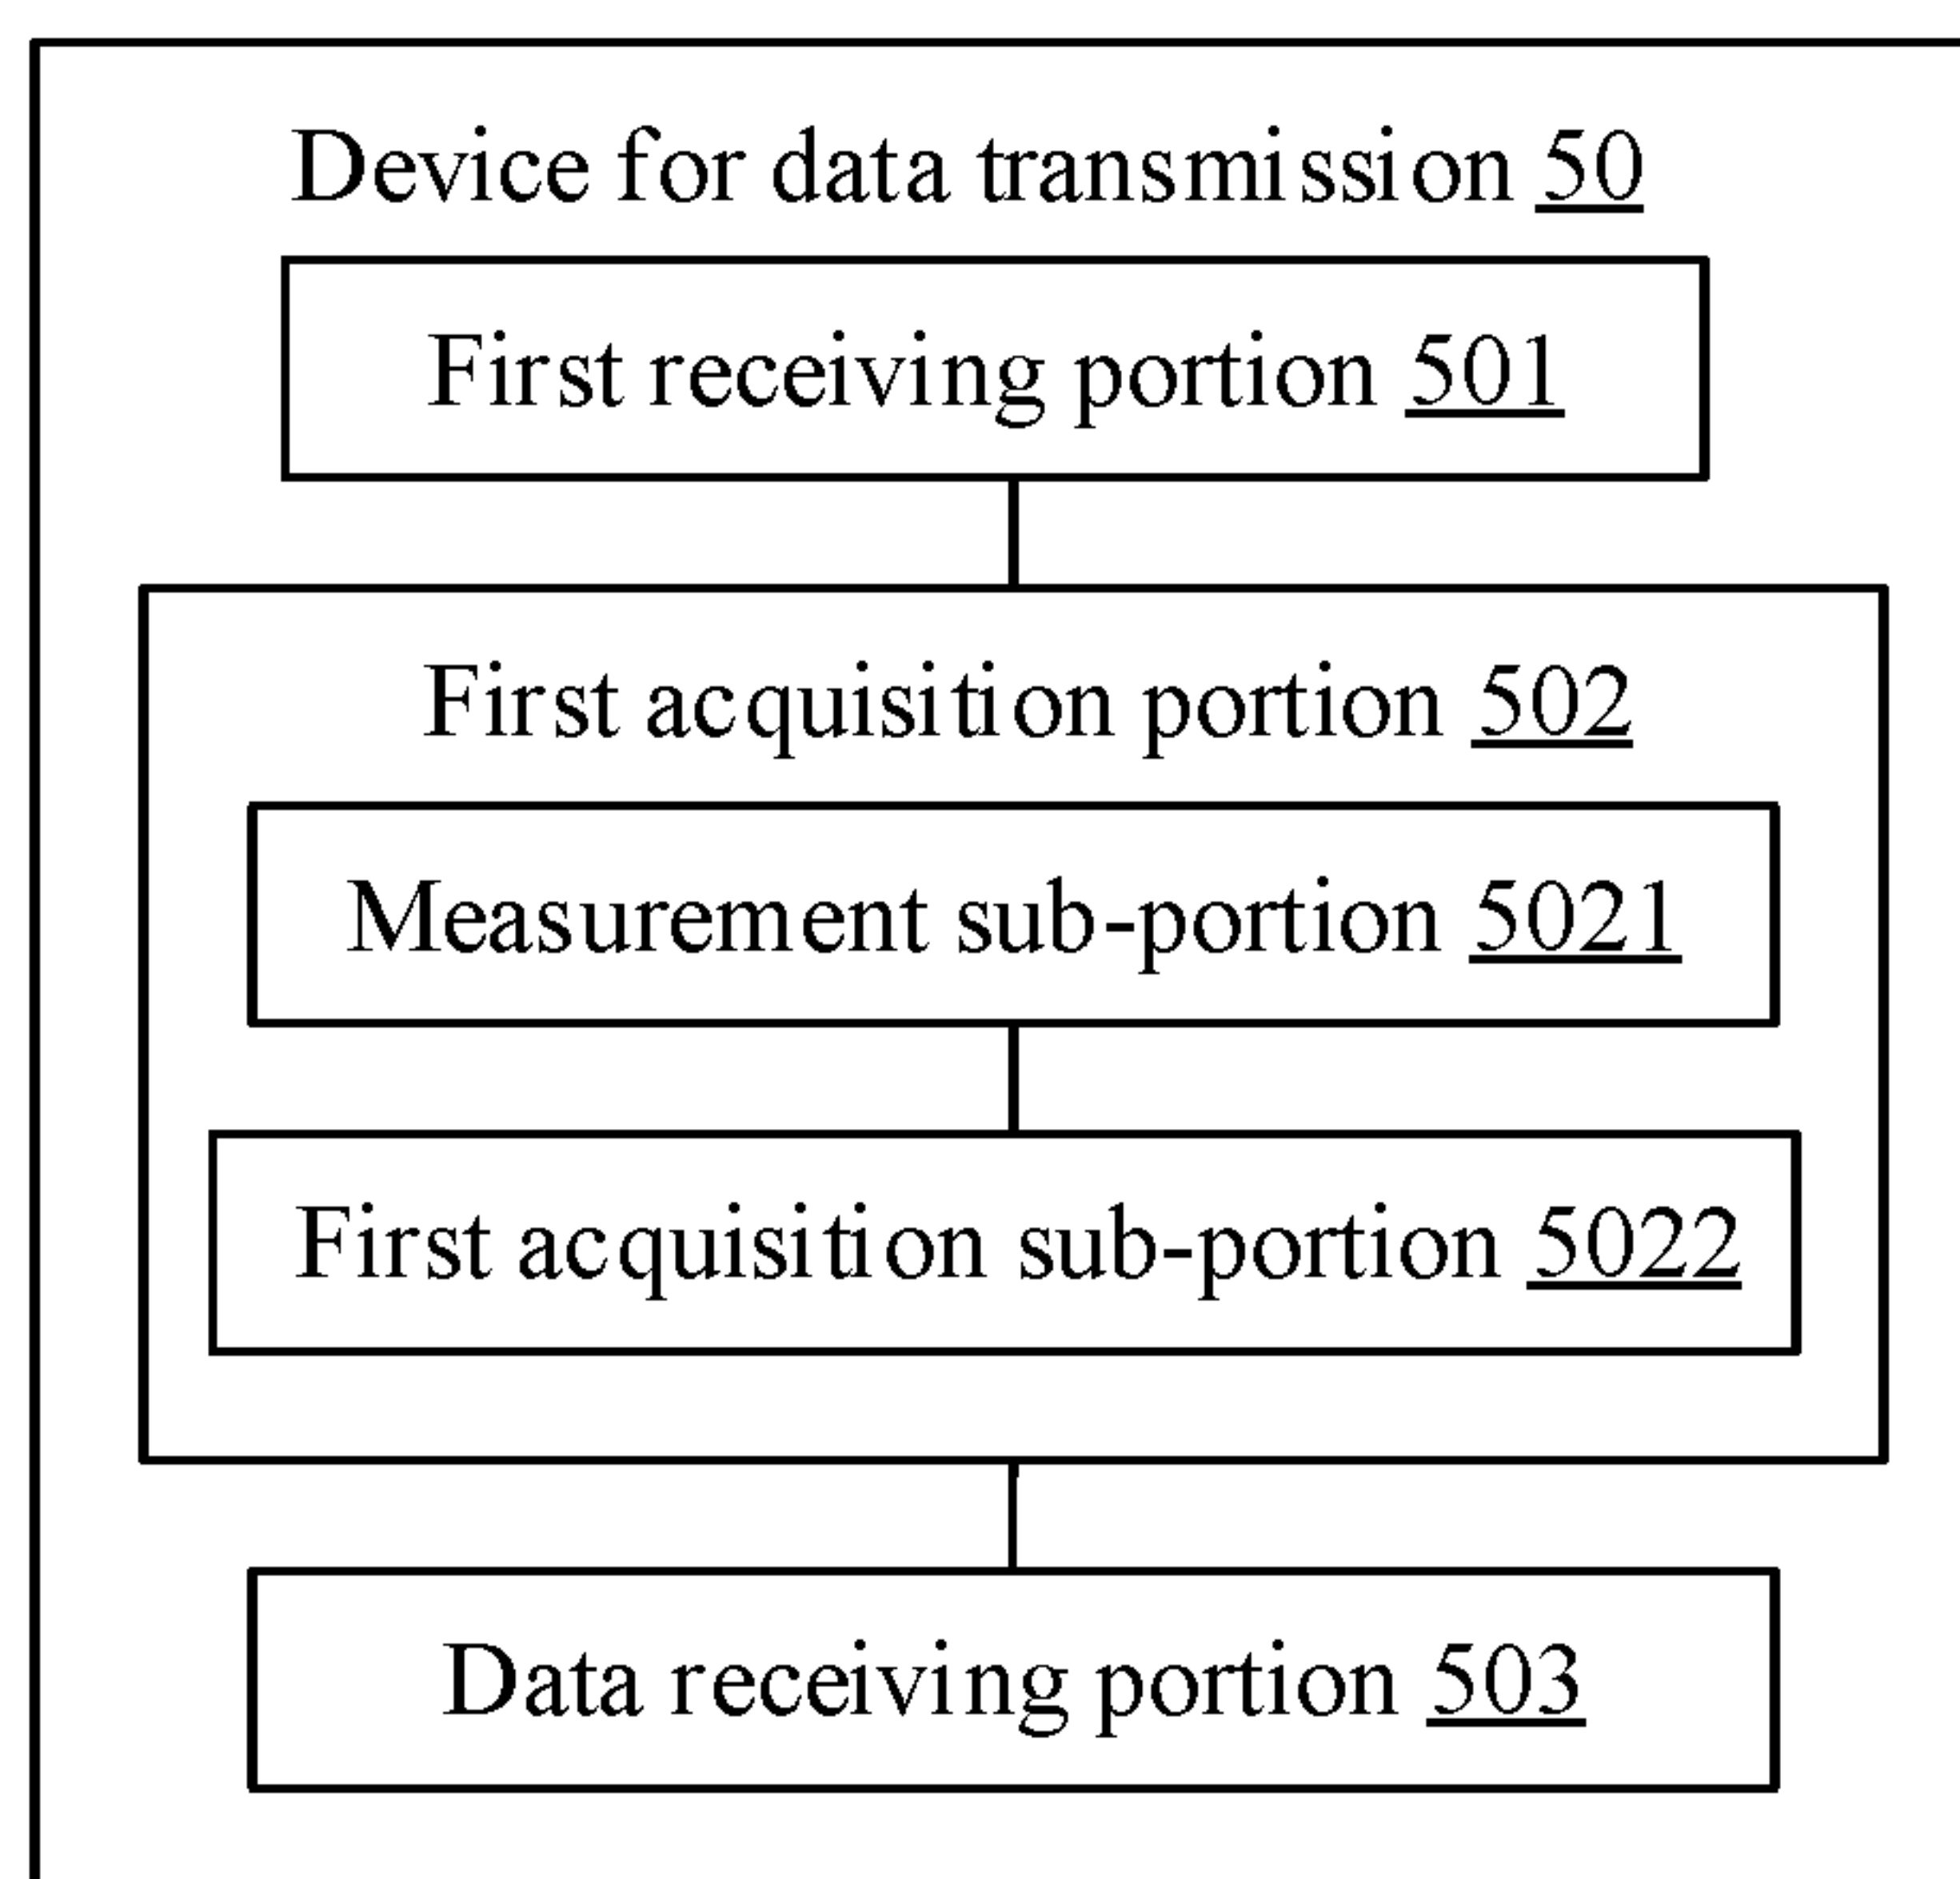 Device for data transmission 50
First receiving portion 501
First acquisition portion 502
Measurement sub-portion 5021
First acquisition sub-portion 5022
Data receiving portion 503